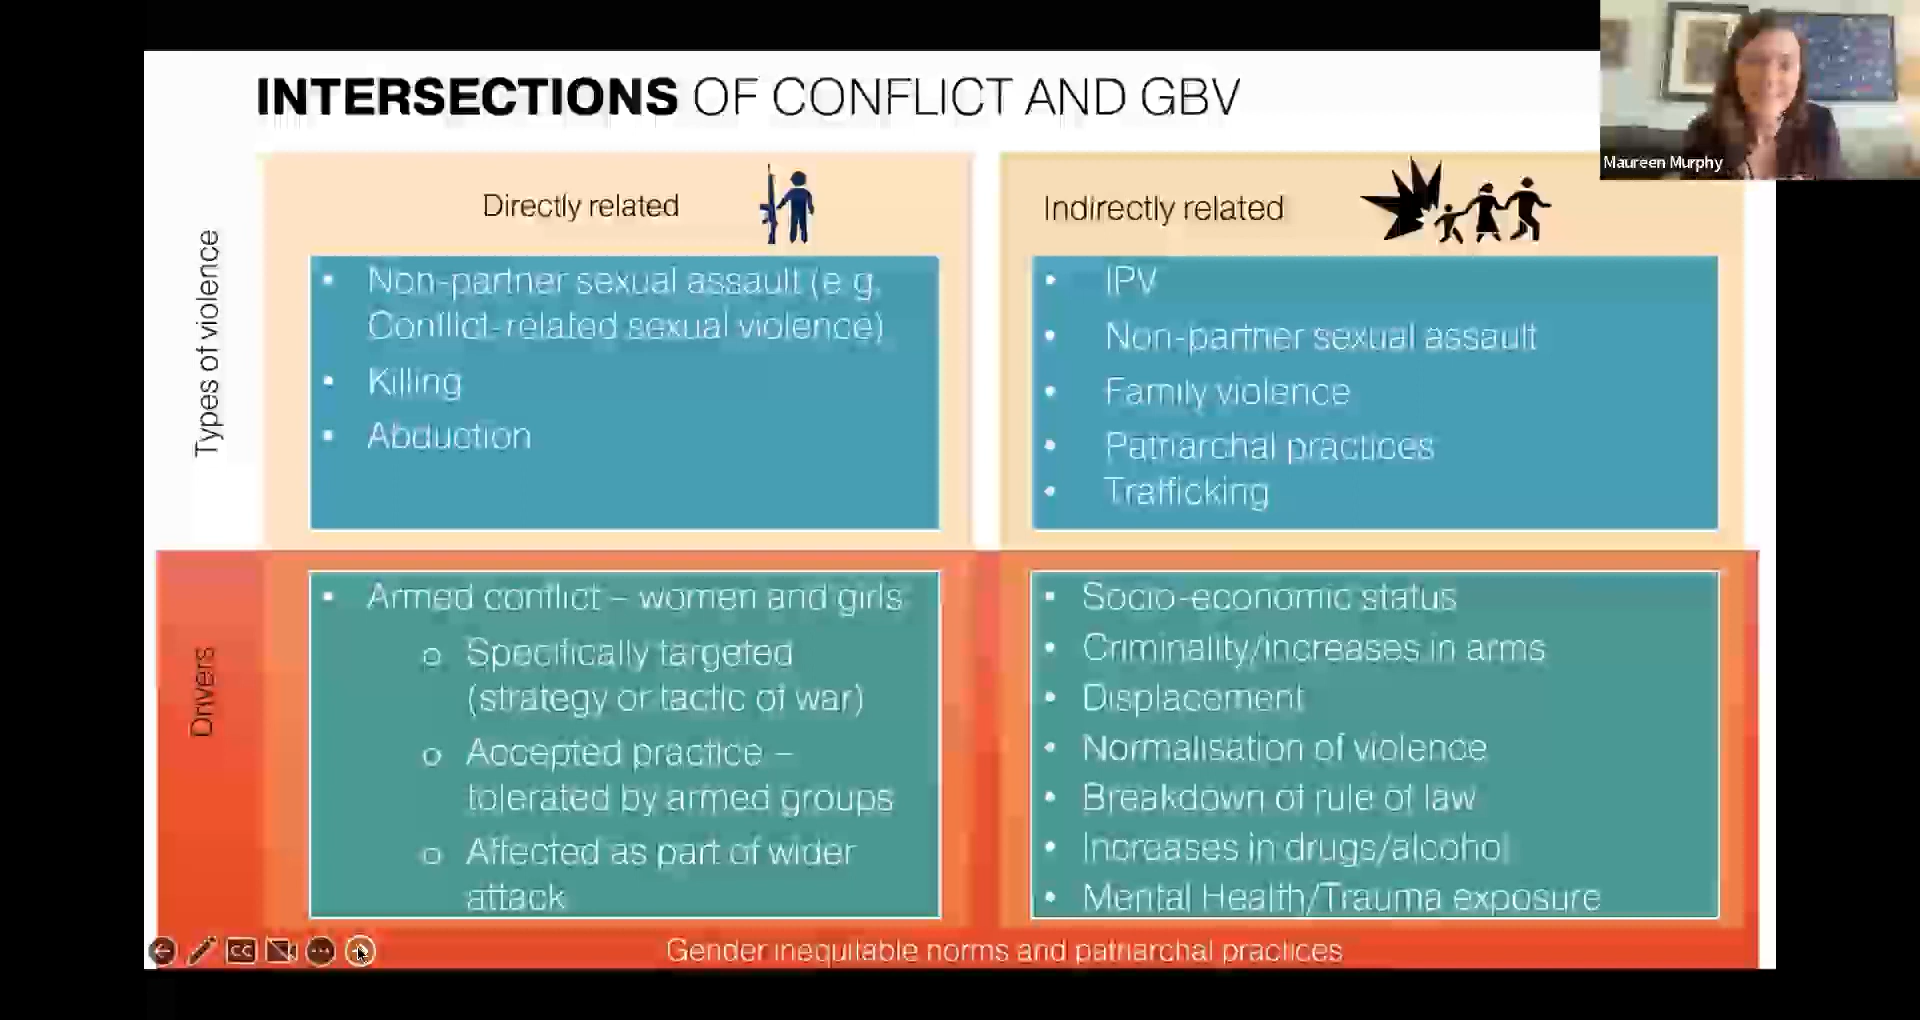 INTERSECTIONS OF CONFLICT AND GBV
Maureen Murphy
Types of violence
Directly related
• Non-partner sexual assault (e.g.
Conflict-related sexual violence)
• Killing
• Abduction
Indirectly related
• IPV
• Non-partner sexual assault
• Family violence
• Patriarchal practices
• Trafficking
Drivers
• Armed conflict – women and girls
o Specifically targeted
(strategy or tactic of war)
o Accepted practice –
tolerated by armed groups
o Affected as part of wider
attack
• Socio-economic status
• Criminality/increases in arms
• Displacement
• Normalisation of violence
• Breakdown of rule of law
• Increases in drugs/alcohol
• Mental Health/Trauma exposure
CC
Gender inequitable norms and patriarchal practices